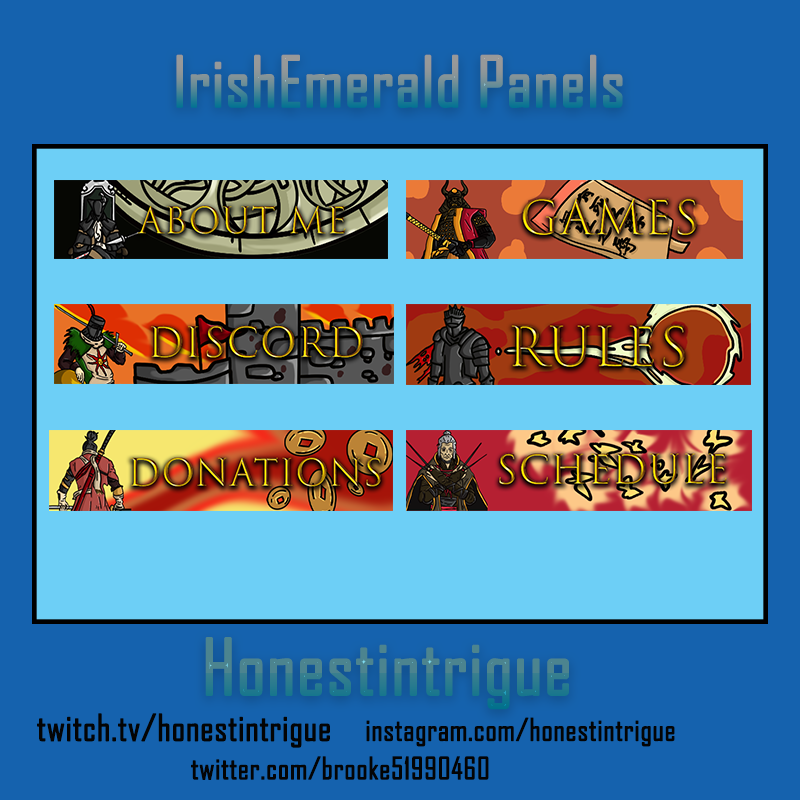 IrishEmerald Panels
ABOUT ME
GAMES
DISCORD
RULES
DONATIONS
SCHEDULE
Honestintrigue
twitch.tv/honestintrigue
instagram.com/honestintrigue
twitter.com/brooke51990460